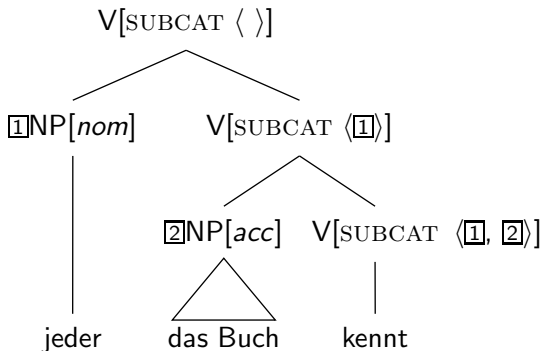 V[SUBCAT ⟨ ⟩]
1NP[nom] V[SUBCAT ⟨1⟩]
2NP[acc] V[SUBCAT ⟨1, 2⟩]
jeder das Buch kennt